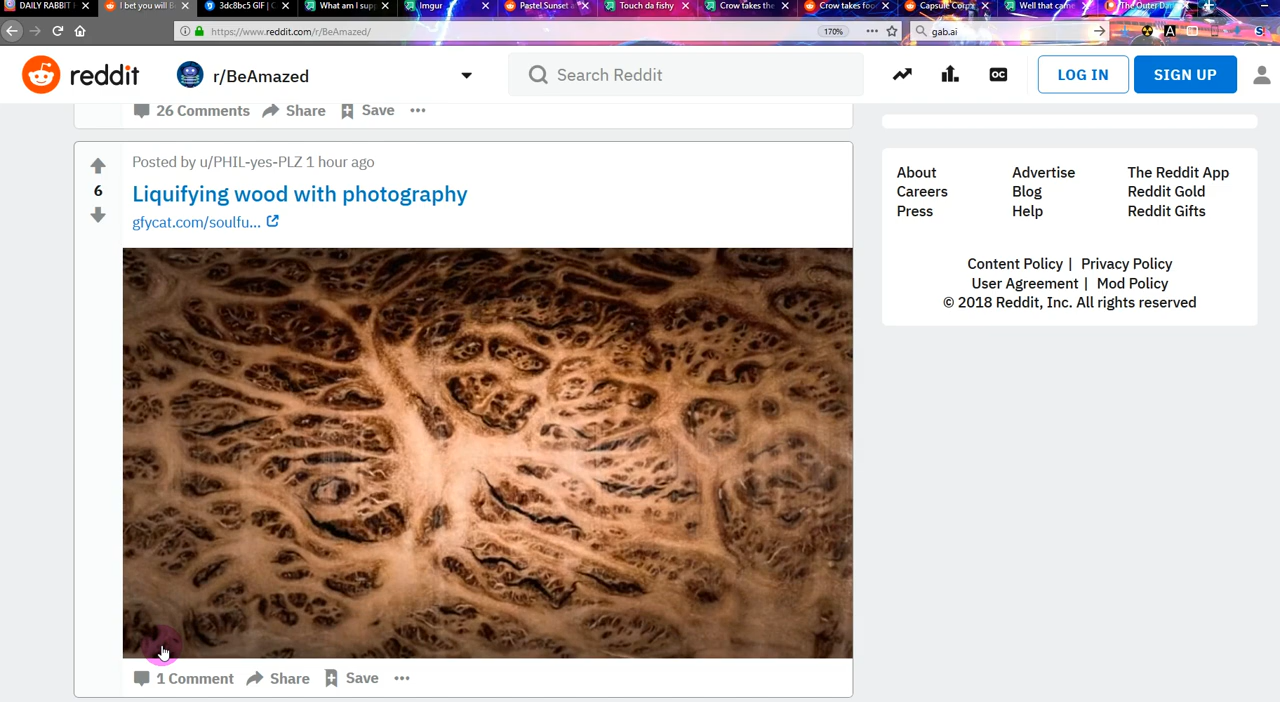 DAILY RABBIT
I bet you will B
3dc8bc5 GIF | G
What am I sup
Imgur
Pastel Sunset a
Touch da fishy
Crow takes the
Crow takes foo
Capsule Corp
Well that came
The Outer Dar
https://www.reddit.com/r/BeAmazed/
170%
gab.ai
reddit
r/BeAmazed
Search Reddit
OC
LOG IN
SIGN UP
26 Comments Share Save
Posted by u/PHIL-yes-PLZ 1 hour ago
6
Liquifying wood with photography
gfycat.com/soulfu...
1 Comment Share Save
About Advertise The Reddit App
Careers Blog Reddit Gold
Press Help Reddit Gifts
Content Policy | Privacy Policy
User Agreement | Mod Policy
© 2018 Reddit, Inc. All rights reserved